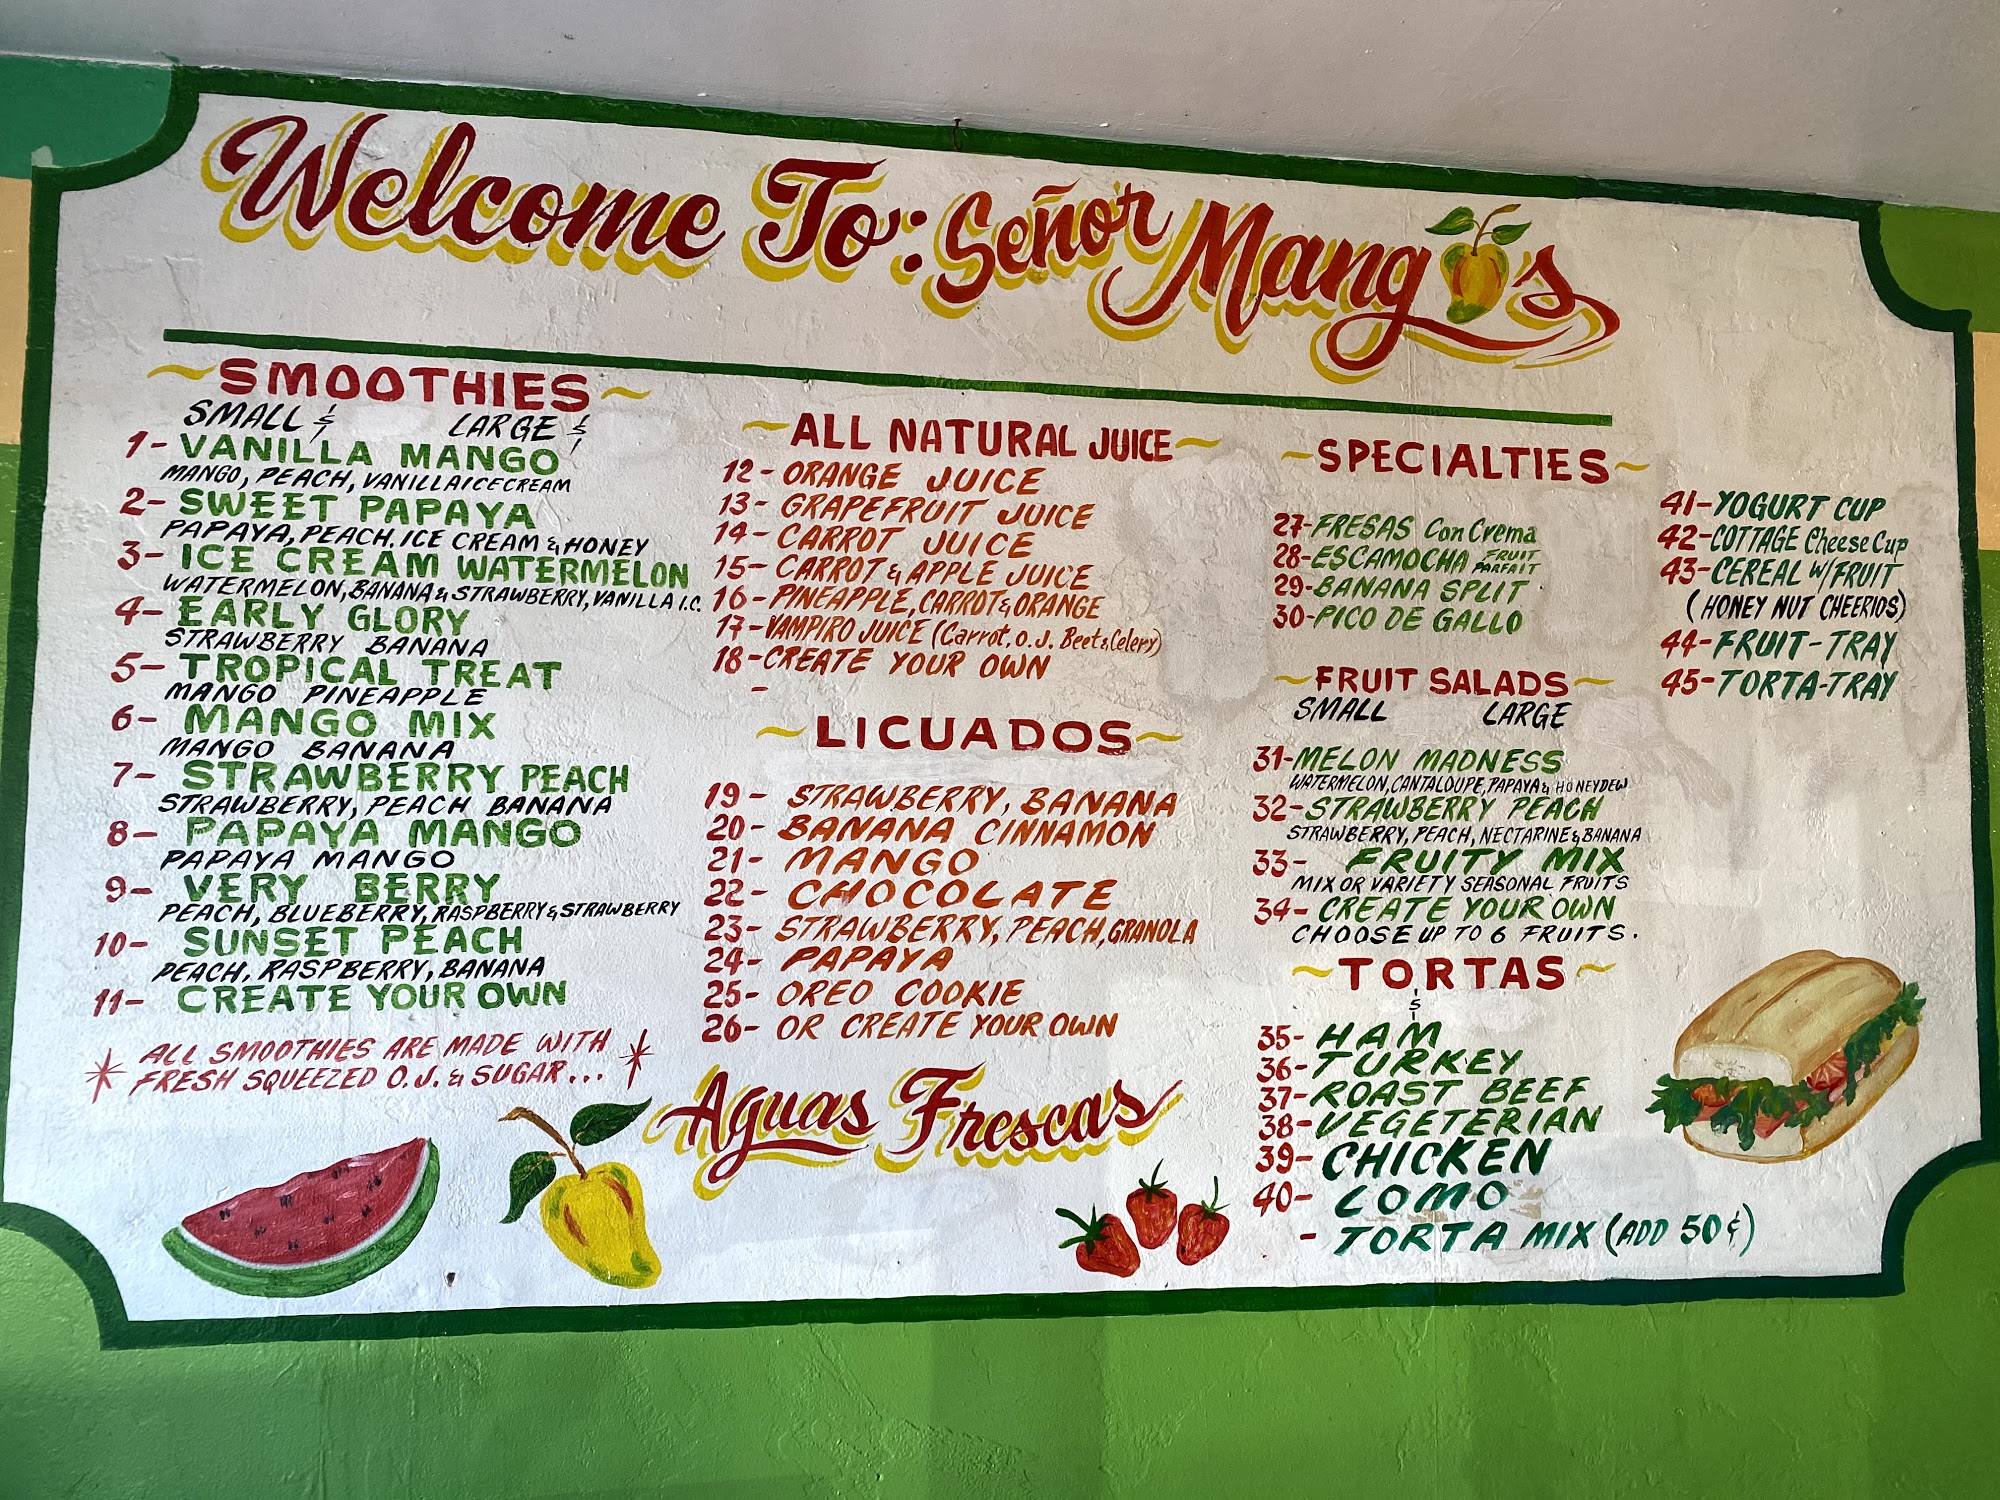 Welcome To: Señor Mango's
~SMOOTHIES~
SMALL $ LARGE $
1- VANILLA MANGO
MANGO, PEACH, VANILLA ICE CREAM
2- SWEET PAPAYA
PAPAYA, PEACH. ICE CREAM & HONEY
3- ICE CREAM WATERMELON
WATERMELON, BANANA & STRAWBERRY, VANILLA I.C.
4- EARLY GLORY
STRAWBERRY BANANA
5- TROPICAL TREAT
MANGO PINEAPPLE
6- MANGO MIX
MANGO BANANA
7- STRAWBERRY PEACH
STRAWBERRY, PEACH BANANA
8- PAPAYA MANGO
PAPAYA MANGO
9- VERY BERRY
PEACH, BLUEBERRY, RASPBERRY & STRAWBERRY
10- SUNSET PEACH
PEACH, RASPBERRY, BANANA
11- CREATE YOUR OWN
ALL SMOOTHIES ARE MADE WITH
FRESH SQUEEZED O.J. & SUGAR...
~ALL NATURAL JUICE~
12- ORANGE JUICE
13- GRAPEFRUIT JUICE
14- CARROT JUICE
15- CARROT & APPLE JUICE
16- PINEAPPLE, CARROT & ORANGE
17- VAMPIRO JUICE (Carrot, O.J. Beet & Celery)
18- CREATE YOUR OWN
-
~LICUADOS~
19- STRAWBERRY, BANANA
20- BANANA CINNAMON
21- MANGO
22- CHOCOLATE
23- STRAWBERRY, PEACH, GRANOLA
24- PAPAYA
25- OREO COOKIE
26- OR CREATE YOUR OWN
Aguas Frescas
~SPECIALTIES~
27- FRESAS Con Crema
28- ESCAMOCHA FRUIT PARFAIT
29- BANANA SPLIT
30- PICO DE GALLO
~FRUIT SALADS~
SMALL LARGE
31- MELON MADNESS
WATERMELON, CANTALOUPE, PAPAYA & HONEYDEW
32- STRAWBERRY PEACH
STRAWBERRY, PEACH, NECTARINE & BANANA
33- FRUITY MIX
MIX OR VARIETY SEASONAL FRUITS
34- CREATE YOUR OWN
CHOOSE UP TO 6 FRUITS.
~TORTAS~
$
35- HAM
36- TURKEY
37- ROAST BEEF
38- VEGETERIAN
39- CHICKEN
40- LOMO
- TORTA MIX (ADD 50¢)
41- YOGURT CUP
42- COTTAGE Cheese Cup
43- CEREAL W/ FRUIT
(HONEY NUT CHEERIOS)
44- FRUIT-TRAY
45- TORTA-TRAY